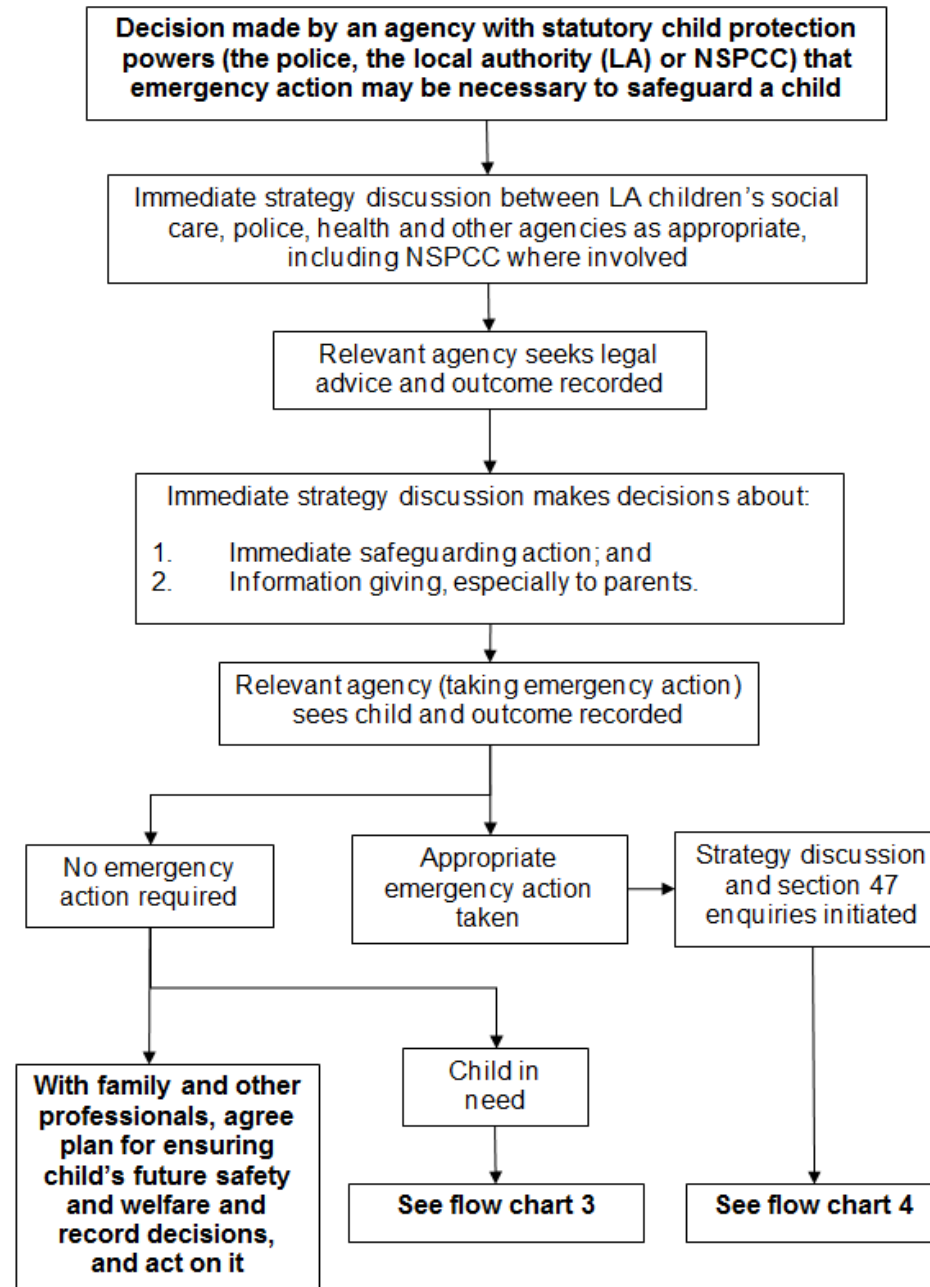 Decision made by an agency with statutory child protection
powers (the police, the local authority (LA) or NSPCC) that
emergency action may be necessary to safeguard a child
Immediate strategy discussion between LA children's social
care, police, health and other agencies as appropriate,
including NSPCC where involved
Relevant agency seeks legal
advice and outcome recorded
Immediate strategy discussion makes decisions about:
1. Immediate safeguarding action; and
2. Information giving, especially to parents.
Relevant agency (taking emergency action)
sees child and outcome recorded
No emergency
action required
Appropriate
emergency action
taken
Strategy discussion
and section 47
enquiries initiated
With family and other
professionals, agree
plan for ensuring
child's future safety
and welfare and
record decisions,
and act on it
Child in
need
See flow chart 3
See flow chart 4